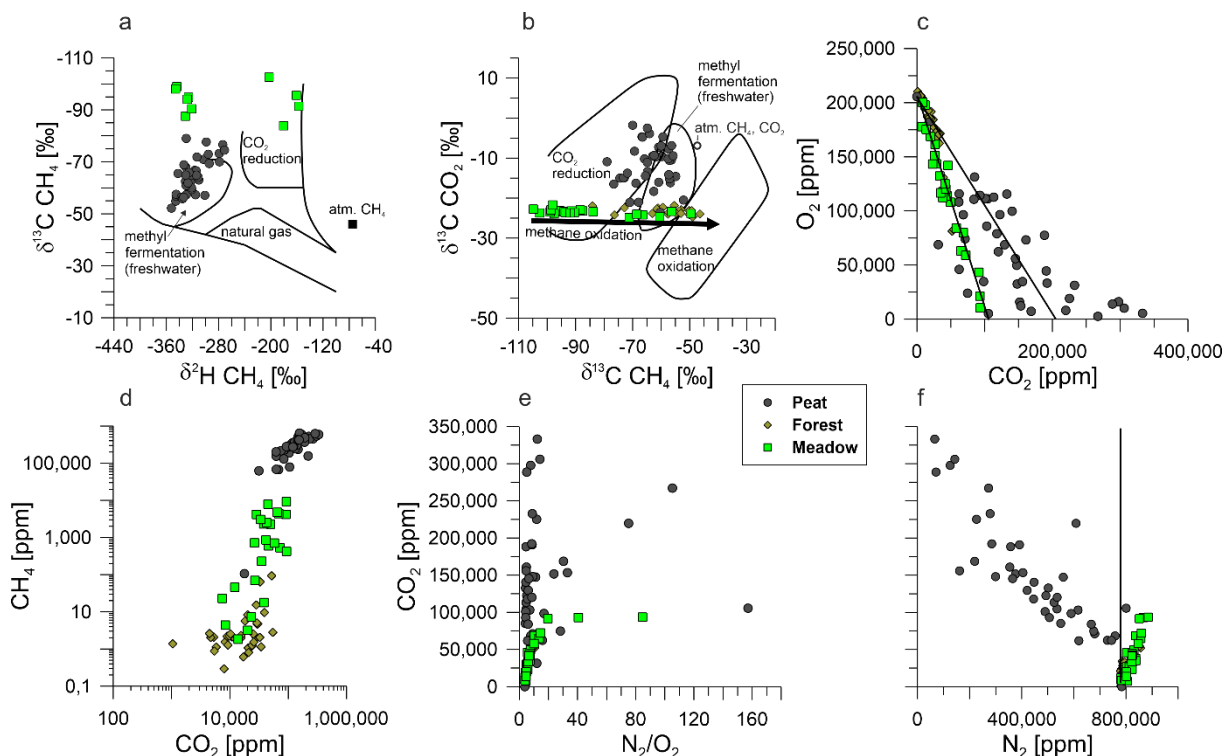 a
-110
-90
-70
-50
-30
-10
δ¹³C CH₄ [‰]
CO₂
reduction
natural gas
atm. CH₄
methyl
fermentation
(freshwater)
-440 -360 -280 -200 -120 -40
δ²H CH₄ [‰]
b
10
-10
-30
-50
δ¹³C CO₂ [‰]
methyl
fermentation
(freshwater)
atm. CH₄, CO₂
CO₂
reduction
methane oxidation
methane
oxidation
-110 -90 -70 -50 -30
δ¹³C CH₄ [‰]
c
250,000
200,000
150,000
100,000
50,000
0
O₂ [ppm]
0 200,000 400,000
CO₂ [ppm]
d
100,000
1,000
10
0,1
CH₄ [ppm]
100 10,000 1,000,000
CO₂ [ppm]
e
350,000
300,000
250,000
200,000
150,000
100,000
50,000
0
CO₂ [ppm]
0 40 80 120 160
N₂/O₂
Peat
Forest
Meadow
f
0 400,000 800,000
N₂ [ppm]